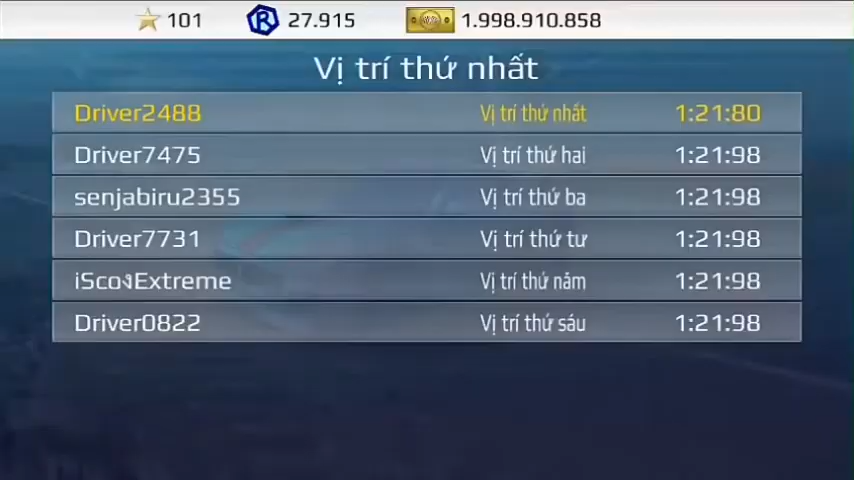 101 27.915 1.998.910.858
Vị trí thứ nhất
Driver2488 Vị trí thứ nhất 1:21:80
Driver7475 Vị trí thứ hai 1:21:98
senjabiru2355 Vị trí thứ ba 1:21:98
Driver7731 Vị trí thứ tư 1:21:98
Vị trí thứ năm 1:21:98
Driver0822 Vị trí thứ sáu 1:21:98